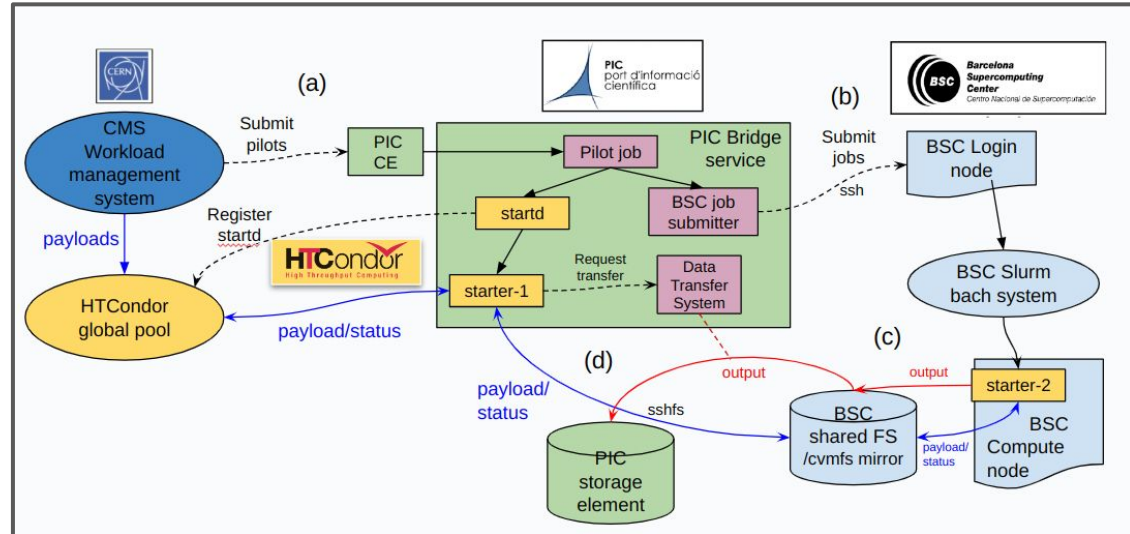 CERN
(a)
PIC
port d'informació
científica
(b)
BSC
Barcelona
Supercomputing
Center
Centro Nacional de Supercomputación
CMS
Workload
management
system
Submit
pilots
PIC
CE
PIC Bridge
service
Pilot job
Submit
jobs
ssh
BSC Login
node
startd
BSC job
submitter
Register
startd
payloads
HTCondor
High Throughput Computing
starter-1
Request
transfer
Data
Transfer
System
BSC Slurm
bach system
HTCondor
global pool
payload/status
(d)
(c)
payload/
status
output
output
starter-2
sshfs
BSC
shared FS
/cvmfs mirror
payload/
status
BSC
Compute
node
PIC
storage
element